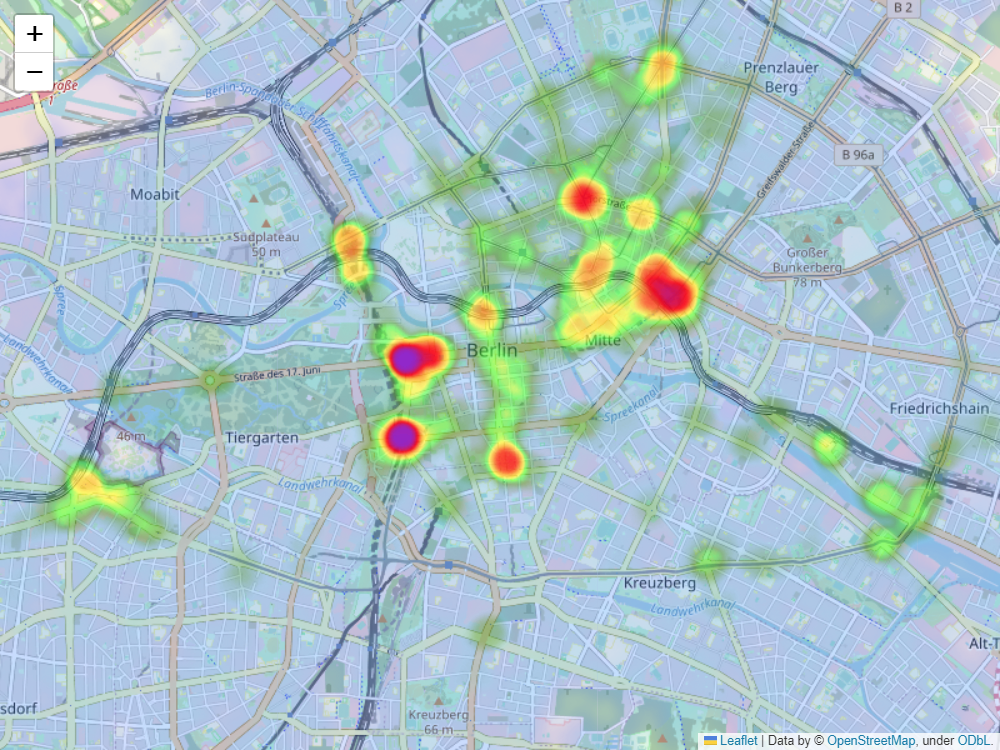 +
−
B 2
raße
1
Berlin-Spandauer Schifffahrtskanal
Prenzlauer
Berg
Greifswalder Straße
B 96a
Moabit
Südplateau
50 m
Großer
Bunkerberg
78 m
Spree
Landwehrkanal
Berlin
Mitte
Straße des 17. Juni
Spreekanal
Friedrichshain
46 m
Tiergarten
Landwehrkanal
Kreuzberg
Landwehrkanal
Alt-T
sdorf
Kreuzberg
66 m
Leaflet | Data by © OpenStreetMap, under ODbL.